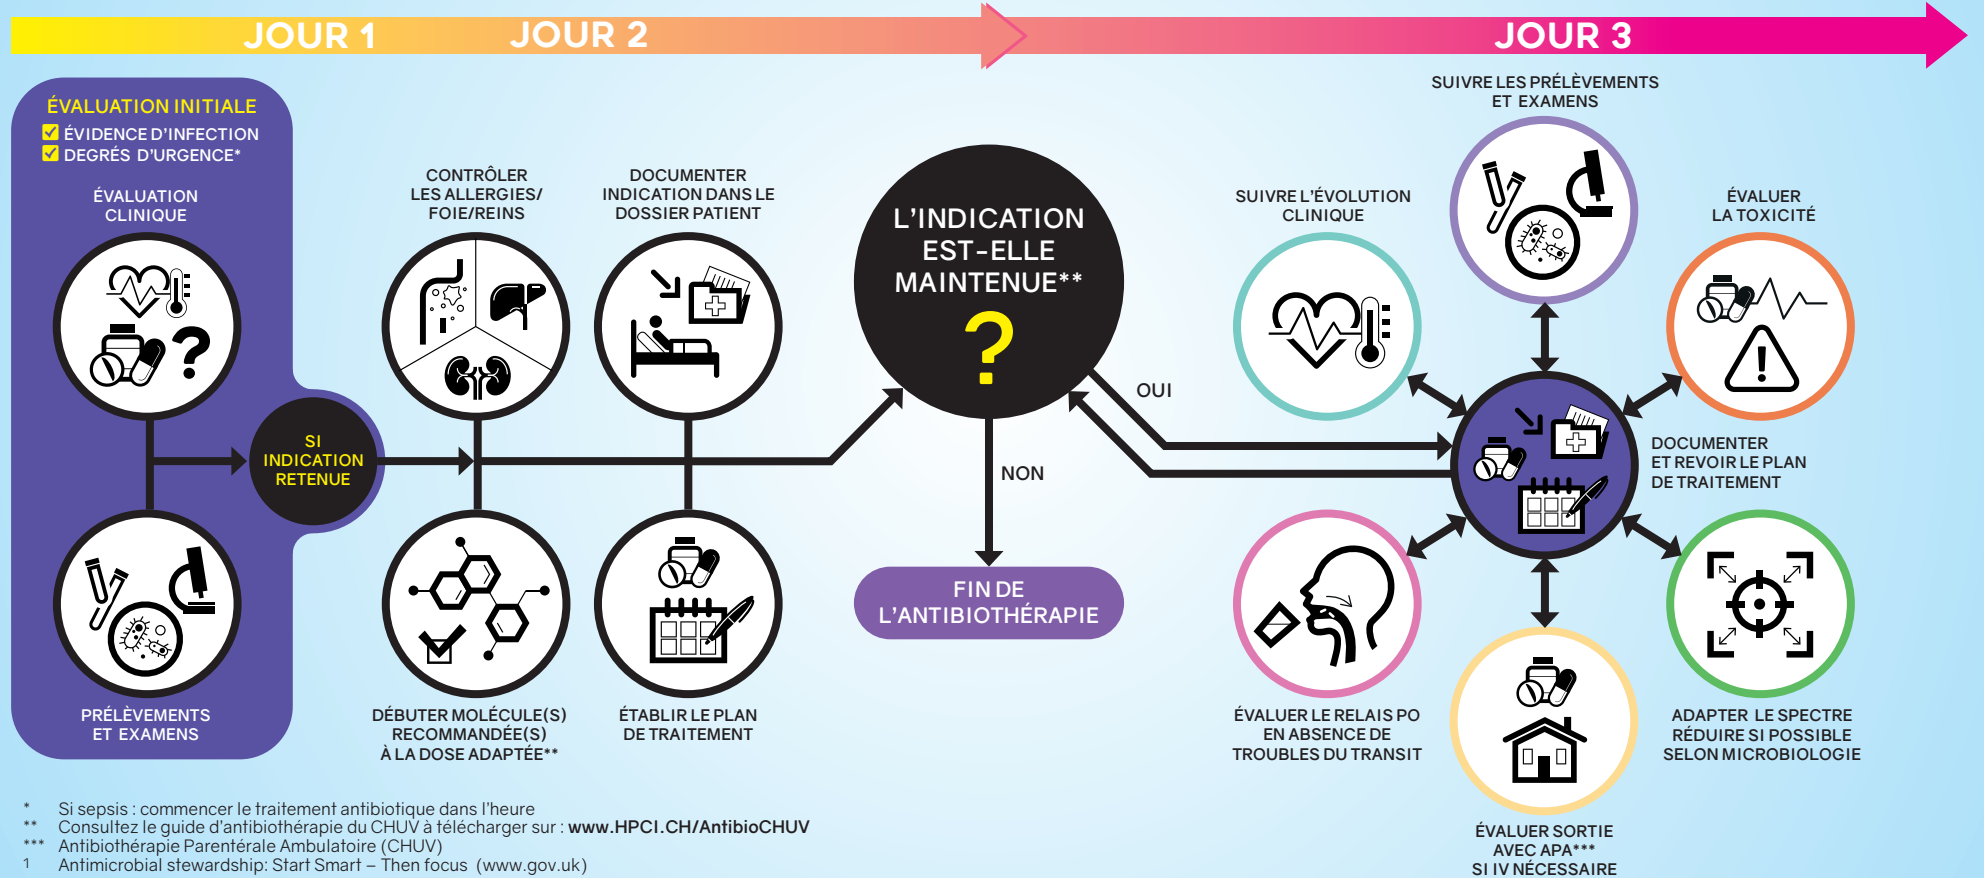 JOUR 1
JOUR 2
JOUR 3
ÉVALUATION INITIALE
ÉVIDENCE D'INFECTION
DEGRÉS D'URGENCE*
ÉVALUATION
CLINIQUE
PRÉLÈVEMENTS
ET EXAMENS
SI
INDICATION
RETENUE
CONTRÔLER
LES ALLERGIES/
FOIE/REINS
DOCUMENTER
INDICATION DANS LE
DOSSIER PATIENT
DÉBUTER MOLÉCULE(S)
RECOMMANDÉE(S)
À LA DOSE ADAPTÉE**
ÉTABLIR LE PLAN
DE TRAITEMENT
L'INDICATION
EST-ELLE
MAINTENUE**
?
OUI
NON
FIN DE
L'ANTIBIOTHÉRAPIE
SUIVRE LES PRÉLÈVEMENTS
ET EXAMENS
SUIVRE L'ÉVOLUTION
CLINIQUE
ÉVALUER
LA TOXICITÉ
DOCUMENTER
ET REVOIR LE PLAN
DE TRAITEMENT
ÉVALUER LE RELAIS PO
EN ABSENCE DE
TROUBLES DU TRANSIT
ADAPTER LE SPECTRE
RÉDUIRE SI POSSIBLE
SELON MICROBIOLOGIE
ÉVALUER SORTIE
AVEC APA***
SI IV NÉCESSAIRE
* Si sepsis : commencer le traitement antibiotique dans l'heure
** Consultez le guide d'antibiothérapie du CHUV à télécharger sur : www.HPCI.CH/AntibioCHUV
*** Antibiothérapie Parentérale Ambulatoire (CHUV)
1 Antimicrobial stewardship: Start Smart – Then focus (www.gov.uk)